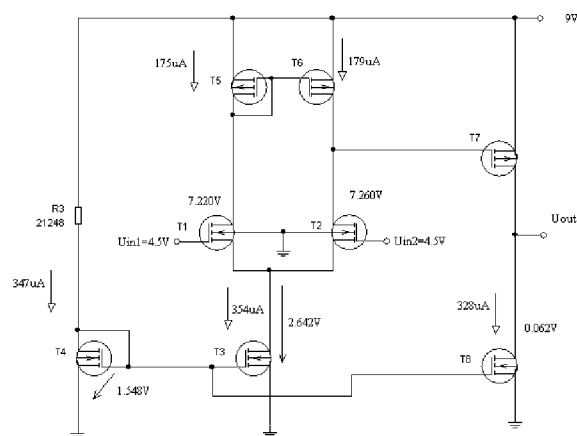 9V
175uA
T5
T6
179uA
T7
7.220V
7.260V
R3
21248
T1
T2
Uin1=4.5V
Uin2=4.5V
Uout
347uA
354uA
2.642V
328uA
0.062V
T4
T3
T8
1.548V